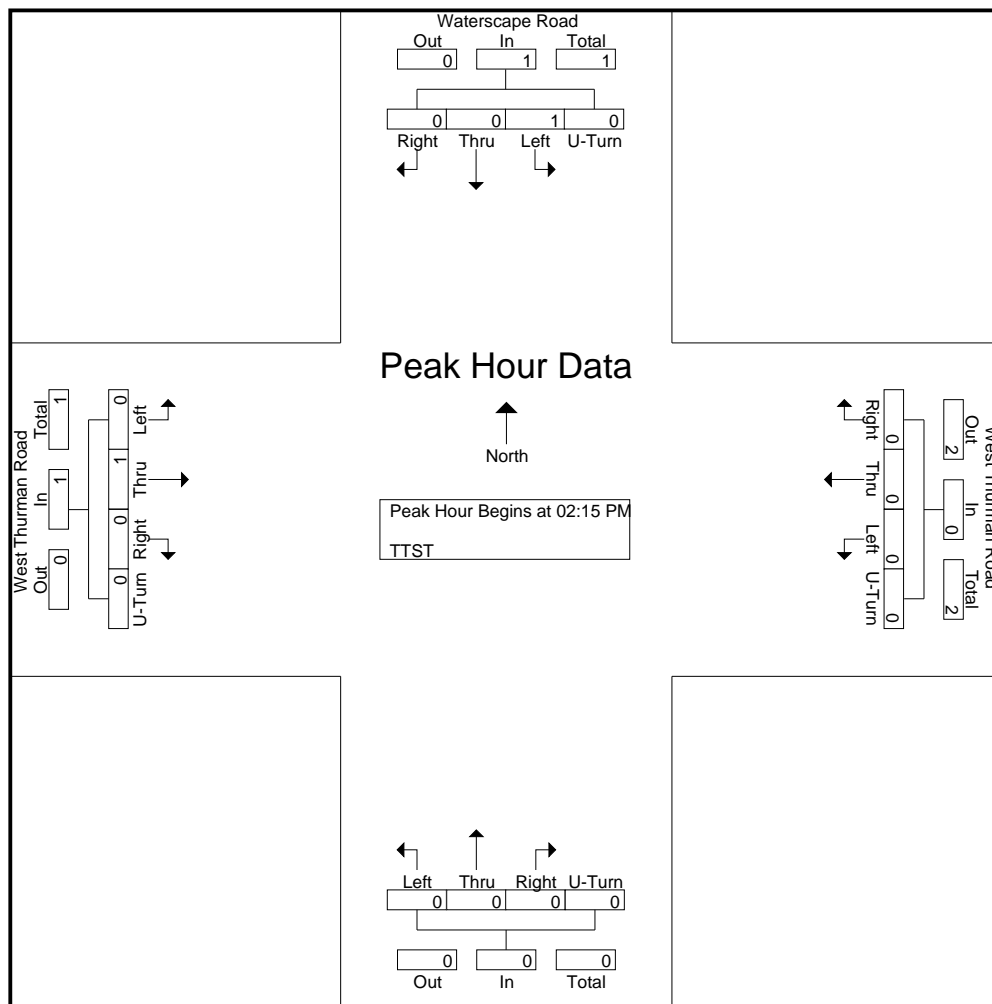 Waterscape Road
Out In Total
0 1 1
0 0 1 0
Right Thru Left U-Turn
Peak Hour Data
North
Peak Hour Begins at 02:15 PM
TTST
West Thurman Road
Total In Out
1 1 0
0 1 0 0
Left Thru Right U-Turn
West Thurman Road
Out In Total
2 0 2
0 0 0 0
Right Thru Left U-Turn
Left Thru Right U-Turn
0 0 0 0
0 0 0
Out In Total